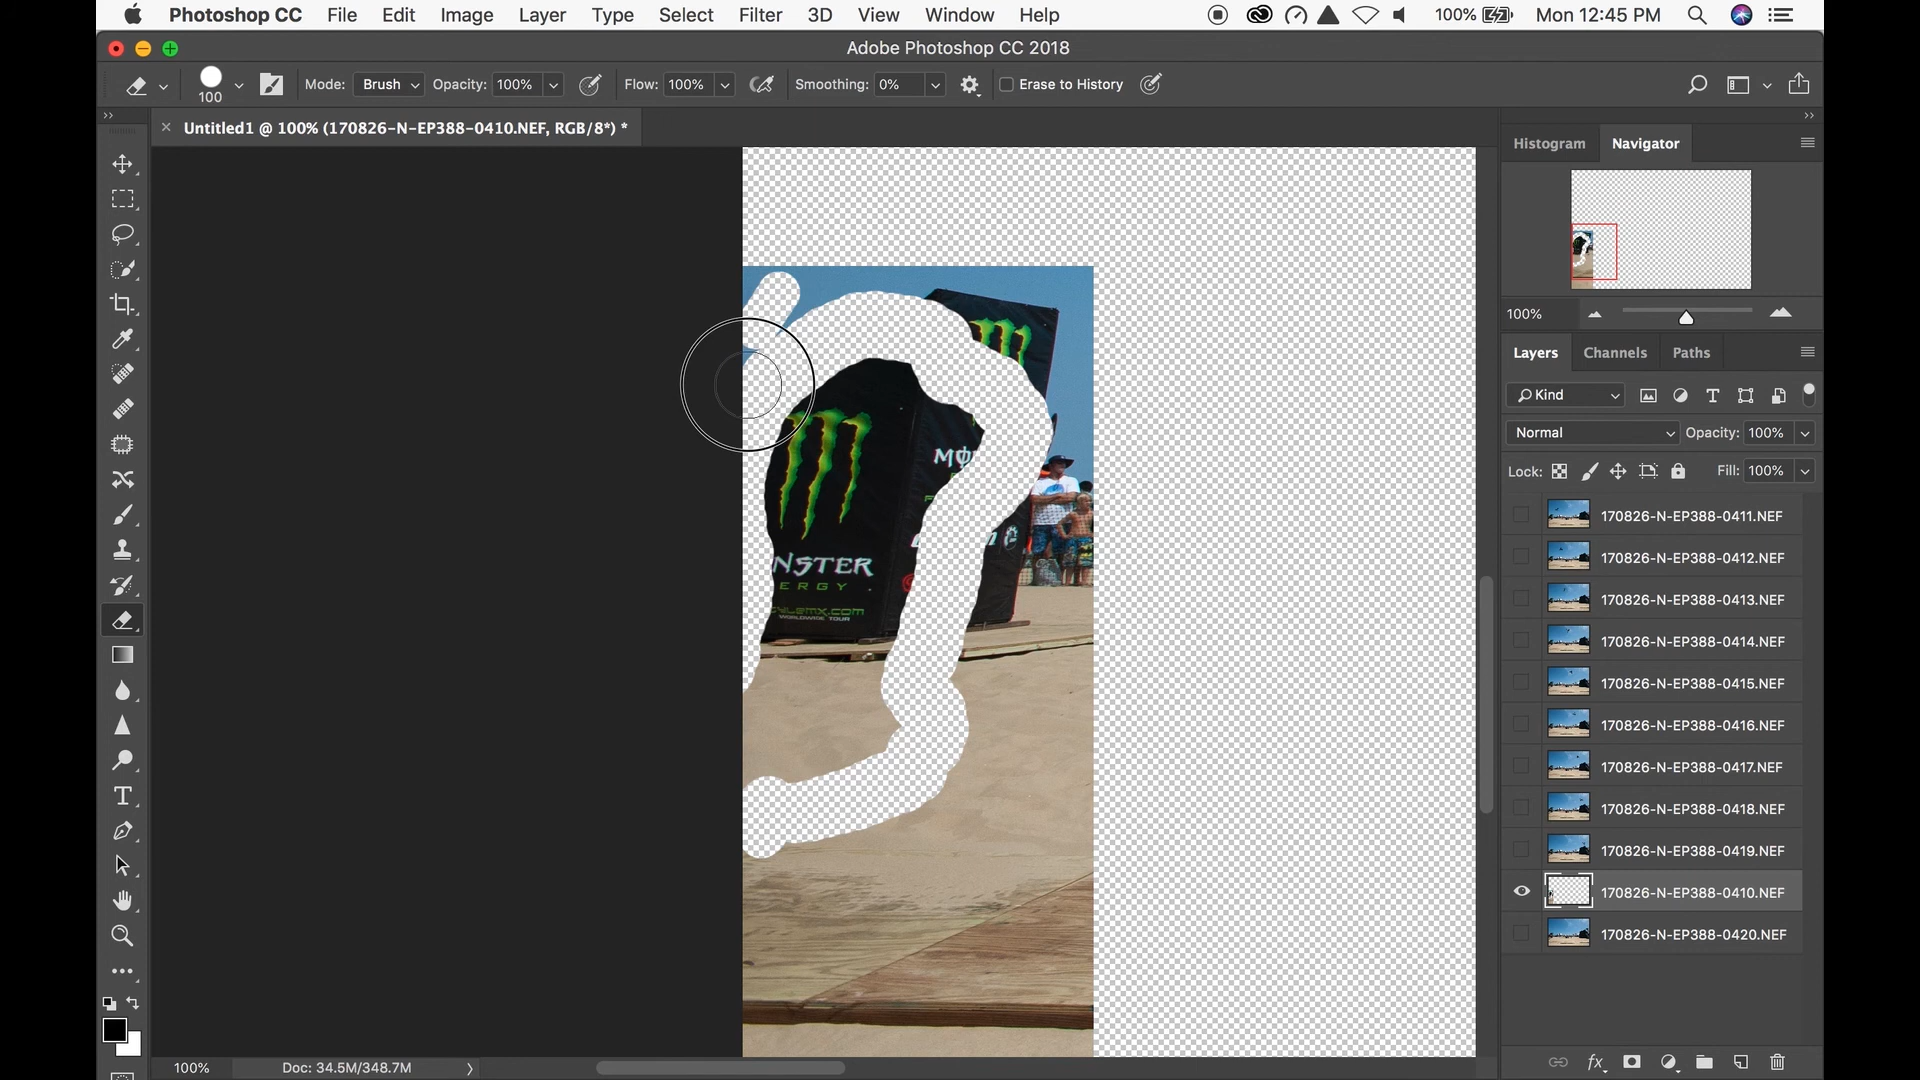 Photoshop CC File Edit Image Layer Type Select Filter 3D View Window Help 100% Mon 12:45 PM
Adobe Photoshop CC 2018
100 Mode: Brush Opacity: 100% Flow: 100% Smoothing: 0% Erase to History
Untitled1 @ 100% (170826-N-EP388-0410.NEF, RGB/8*) *
Histogram Navigator
100%
Layers Channels Paths
Kind
Normal Opacity: 100%
Lock: Fill: 100%
170826-N-EP388-0411.NEF
170826-N-EP388-0412.NEF
170826-N-EP388-0413.NEF
170826-N-EP388-0414.NEF
170826-N-EP388-0415.NEF
170826-N-EP388-0416.NEF
170826-N-EP388-0417.NEF
170826-N-EP388-0418.NEF
170826-N-EP388-0419.NEF
170826-N-EP388-0410.NEF
170826-N-EP388-0420.NEF
NSTER
ERGY
WORLDWIDE TOUR
100% Doc: 34.5M/348.7M
fx